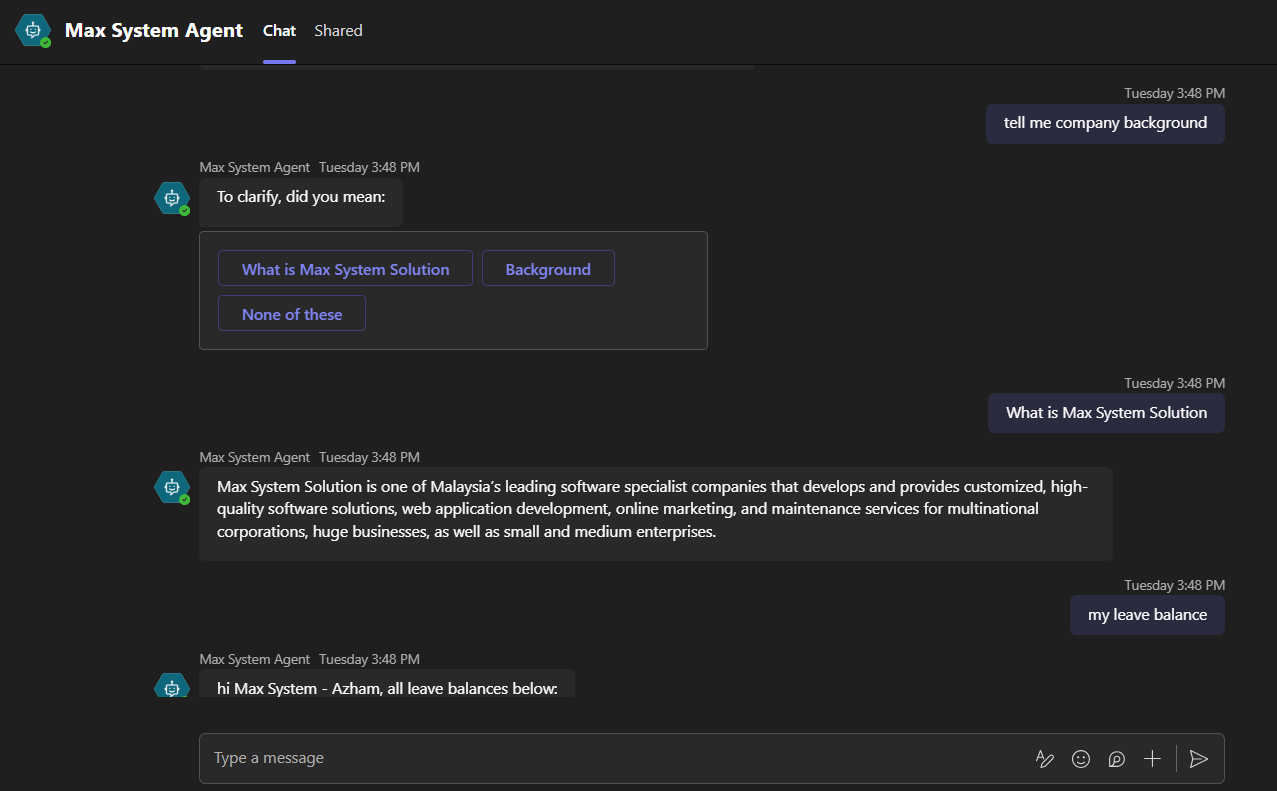 Max System Agent Chat Shared
Tuesday 3:48 PM
tell me company background
Max System Agent Tuesday 3:48 PM
To clarify, did you mean:
What is Max System Solution Background
None of these
Tuesday 3:48 PM
What is Max System Solution
Max System Agent Tuesday 3:48 PM
Max System Solution is one of Malaysia's leading software specialist companies that develops and provides customized, high-
quality software solutions, web application development, online marketing, and maintenance services for multinational
corporations, huge businesses, as well as small and medium enterprises.
Tuesday 3:48 PM
my leave balance
Max System Agent Tuesday 3:48 PM
hi Max System - Azham, all leave balances below:
Type a message